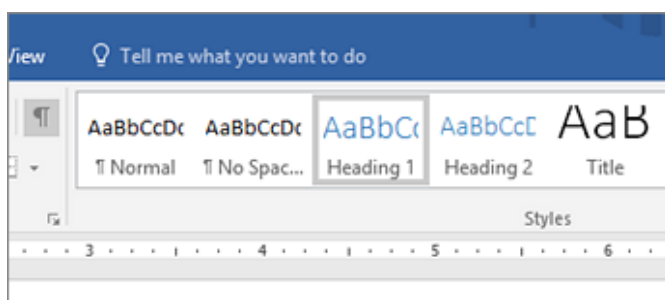 View Tell me what you want to do
¶ AaBbCcDc AaBbCcDc AaBbCc AaBbCcE AaB
¶ Normal ¶ No Spac... Heading 1 Heading 2 Title
Styles
3 4 5 6